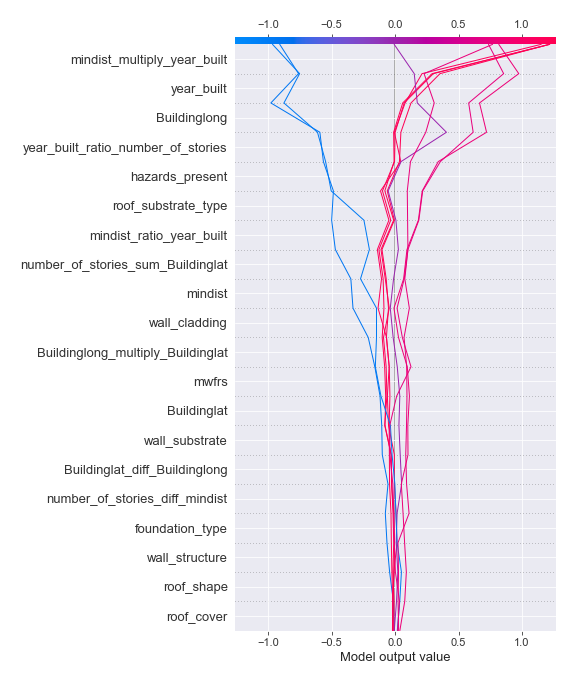 −1.0 −0.5 0.0 0.5 1.0
mindist_multiply_year_built
year_built
Buildinglong
year_built_ratio_number_of_stories
hazards_present
roof_substrate_type
mindist_ratio_year_built
number_of_stories_sum_Buildinglat
mindist
wall_cladding
Buildinglong_multiply_Buildinglat
mwfrs
Buildinglat
wall_substrate
Buildinglat_diff_Buildinglong
number_of_stories_diff_mindist
foundation_type
wall_structure
roof_shape
roof_cover
−1.0 −0.5 0.0 0.5 1.0
Model output value